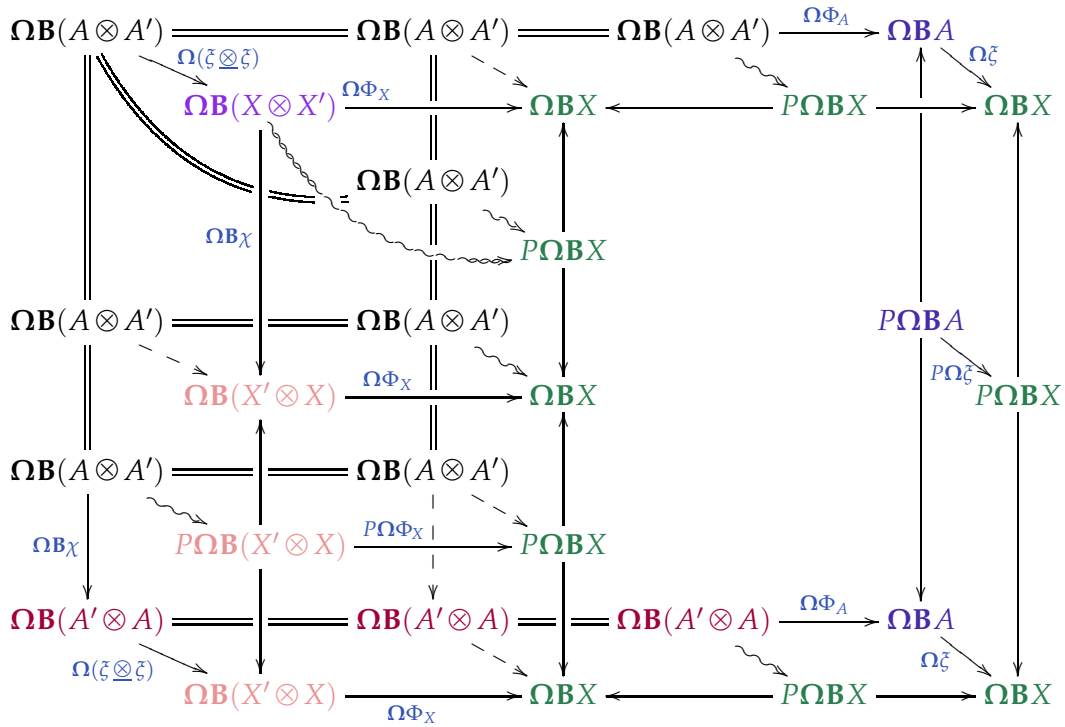 𝛀𝐁(A ⊗ A′) 𝛀𝐁(A ⊗ A′) 𝛀𝐁(A ⊗ A′) 𝛀Φ_A 𝛀𝐁A
𝛀(ξ ⊗̲ ξ) 𝛀ξ
𝛀𝐁(X ⊗ X′) 𝛀Φ_X 𝛀𝐁X P𝛀𝐁X 𝛀𝐁X
𝛀𝐁(A ⊗ A′)
𝛀𝐁χ P𝛀𝐁X
𝛀𝐁(A ⊗ A′) 𝛀𝐁(A ⊗ A′) P𝛀𝐁A
P𝛀ξ
𝛀𝐁(X′ ⊗ X) 𝛀Φ_X 𝛀𝐁X P𝛀𝐁X
𝛀𝐁(A ⊗ A′) 𝛀𝐁(A ⊗ A′)
𝛀𝐁χ P𝛀𝐁(X′ ⊗ X) P𝛀Φ_X P𝛀𝐁X
𝛀𝐁(A′ ⊗ A) 𝛀𝐁(A′ ⊗ A) 𝛀𝐁(A′ ⊗ A) 𝛀Φ_A 𝛀𝐁A
𝛀(ξ ⊗̲ ξ) 𝛀ξ
𝛀𝐁(X′ ⊗ X) 𝛀Φ_X 𝛀𝐁X P𝛀𝐁X 𝛀𝐁X